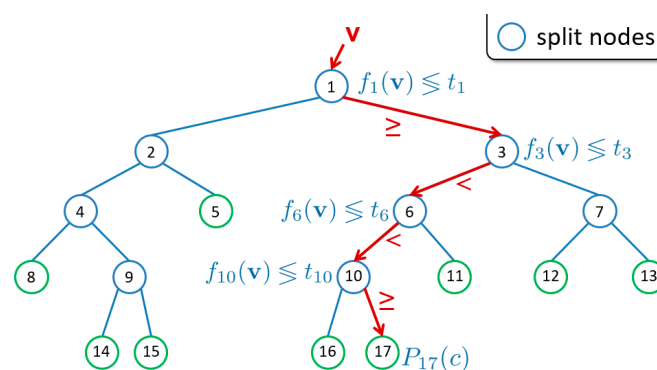 v
split nodes
1 f₁(v) ≶ t₁
≥
2 3 f₃(v) ≶ t₃
<
4 5 f₆(v) ≶ t₆ 6 7
<
8 9 f₁₀(v) ≶ t₁₀ 10 11 12 13
≥
14 15 16 17 P₁₇(c)